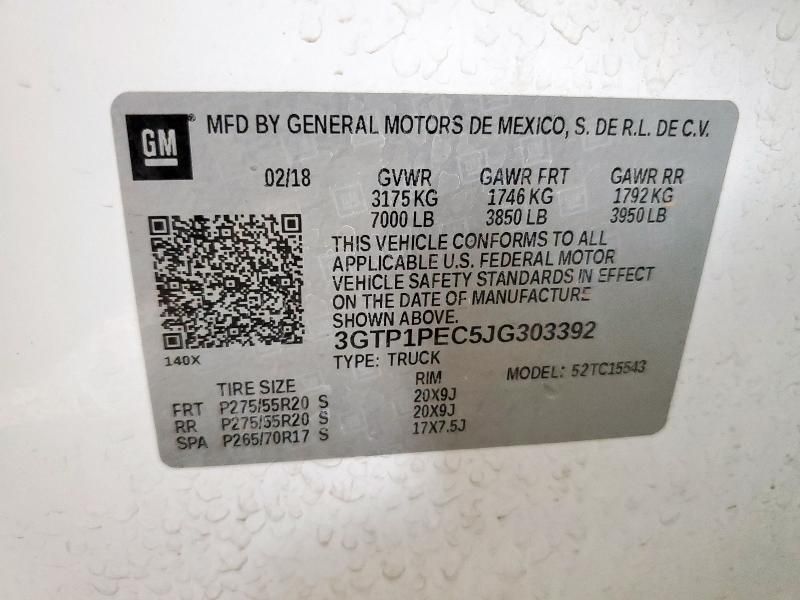 GM® MFD BY GENERAL MOTORS DE MEXICO, S. DE R.L. DE C.V.
02/18 GVWR GAWR FRT GAWR RR
3175 KG 1746 KG 1792 KG
7000 LB 3850 LB 3950 LB
THIS VEHICLE CONFORMS TO ALL
APPLICABLE U.S. FEDERAL MOTOR
VEHICLE SAFETY STANDARDS IN EFFECT
ON THE DATE OF MANUFACTURE
SHOWN ABOVE.
3GTP1PEC5JG303392
140X
TYPE: TRUCK MODEL: 52TC15543
TIRE SIZE RIM
FRT P275/55R20 S 20X9J
RR P275/55R20 S 20X9J
SPA P265/70R17 S 17X7.5J